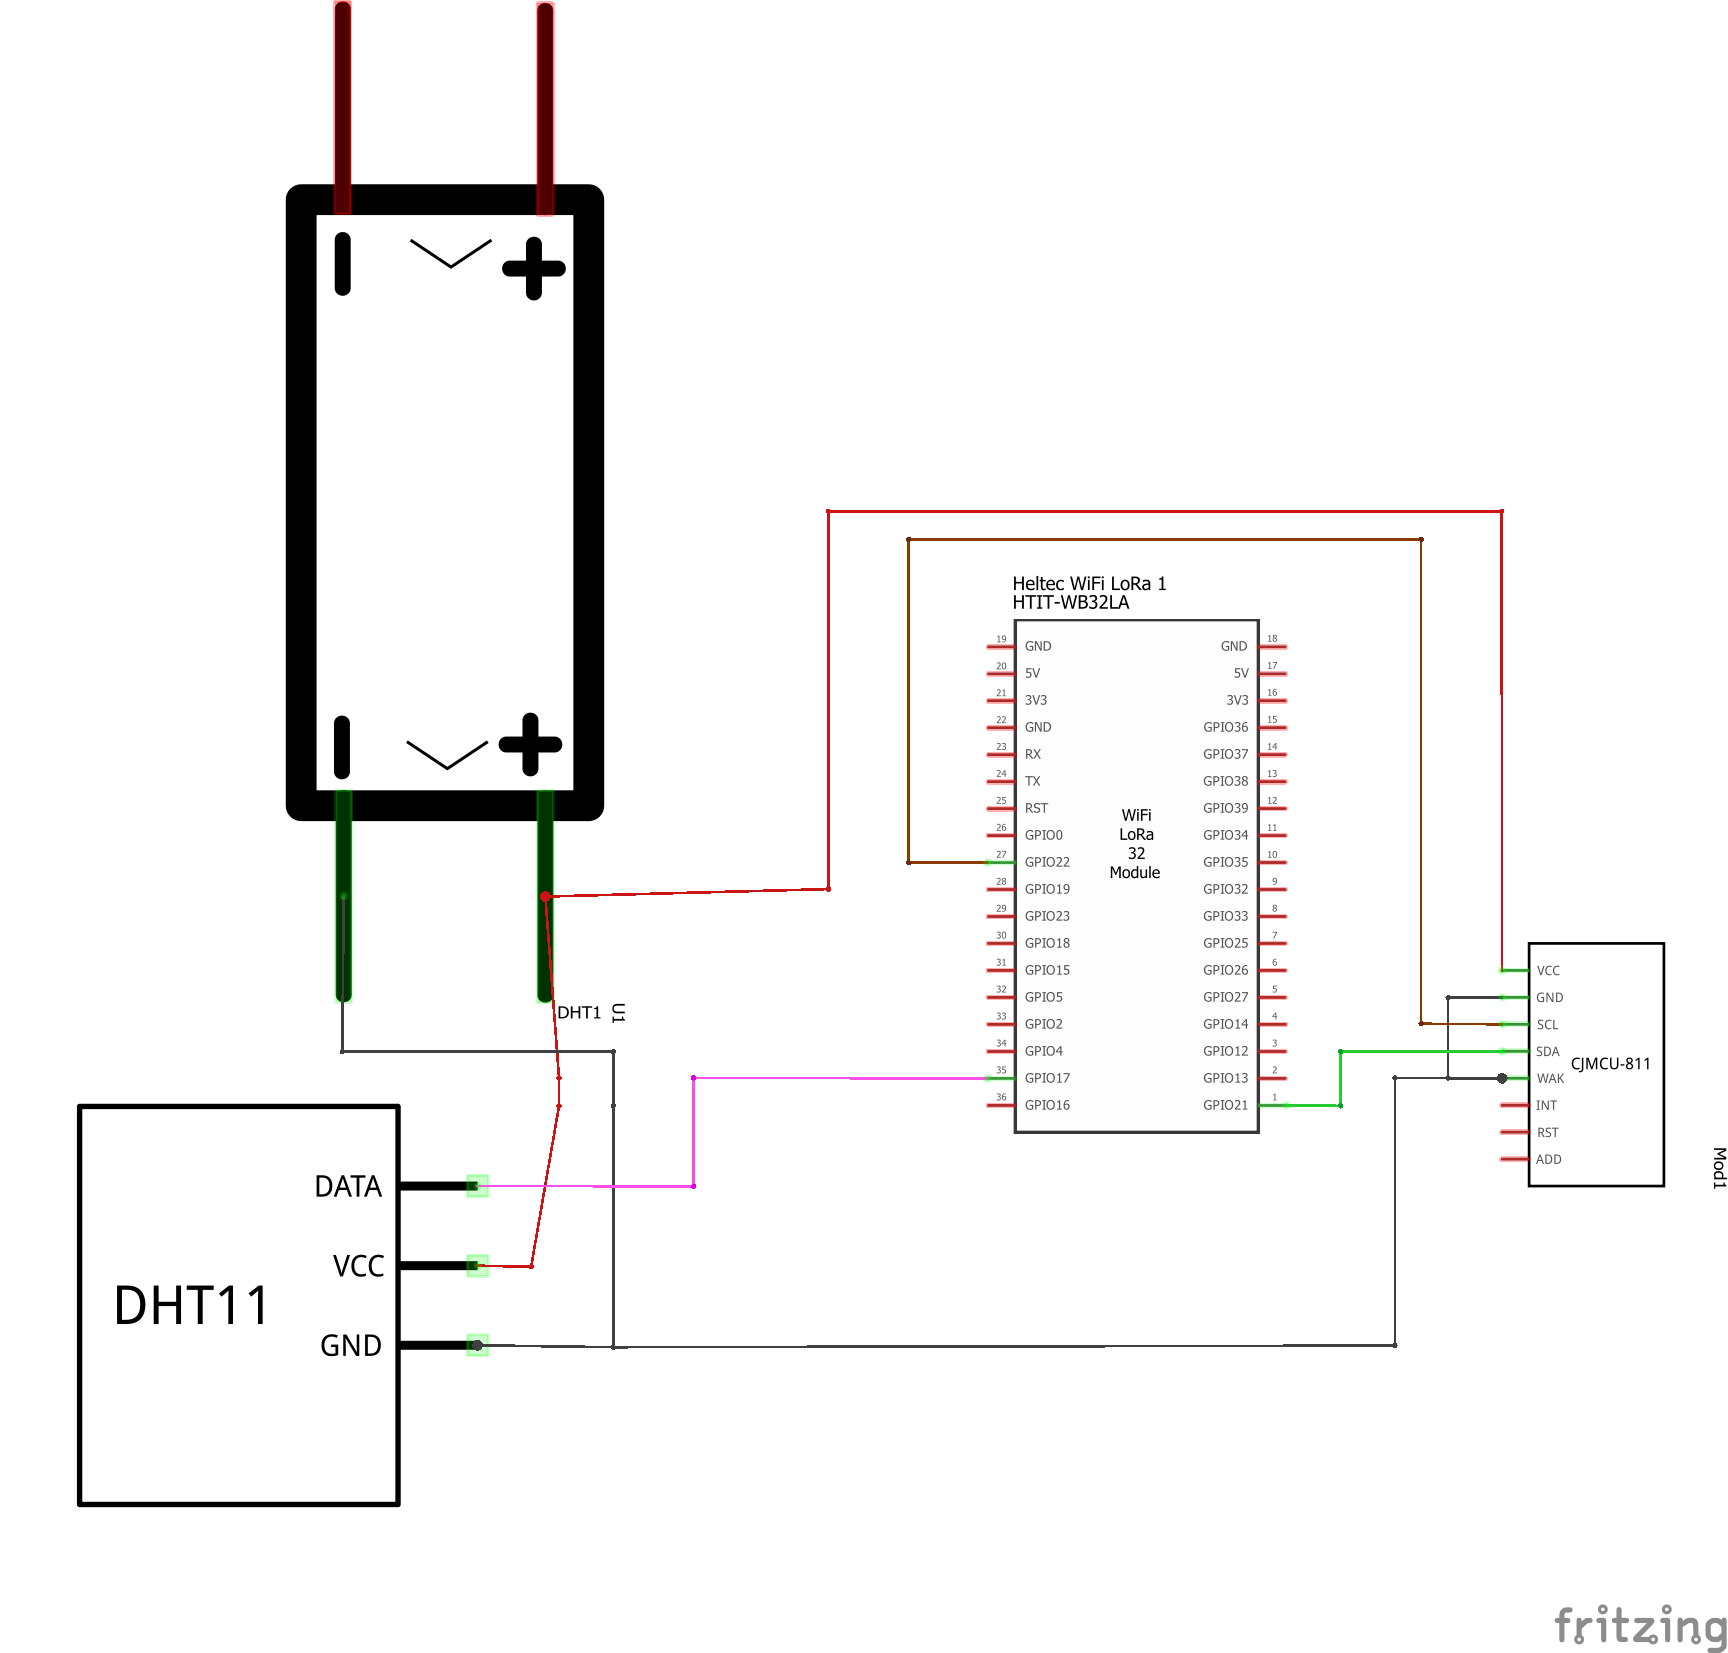 Heltec WiFi LoRa 1
HTIT-WB32LA
19 GND
20 5V
21 3V3
22 GND
23 RX
24 TX
25 RST
26 GPIO0
27 GPIO22
28 GPIO19
29 GPIO23
30 GPIO18
31 GPIO15
32 GPIO5
33 GPIO2
34 GPIO4
35 GPIO17
36 GPIO16
WiFi
LoRa
32
Module
GND 18
5V 17
3V3 16
GPIO36 15
GPIO37 14
GPIO38 13
GPIO39 12
GPIO34 11
GPIO35 10
GPIO32 9
GPIO33 8
GPIO25 7
GPIO26 6
GPIO27 5
GPIO14 4
GPIO12 3
GPIO13 2
GPIO21 1
VCC
GND
SCL
SDA
WAK
INT
RST
ADD
CJMCU-811
Mod1
DHT1
U1
DATA
VCC
GND
DHT11
fritzing